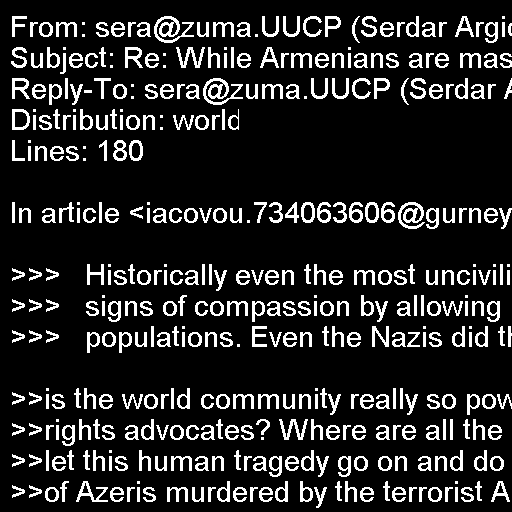 From: sera@zuma.UUCP (Serdar Argic
Subject: Re: While Armenians are mas
Reply-To: sera@zuma.UUCP (Serdar A
Distribution: world
Lines: 180
In article <iacovou.734063606@gurney
>>> Historically even the most uncivili
>>> signs of compassion by allowing
>>> populations. Even the Nazis did th
>>is the world community really so pow
>>rights advocates? Where are all the
>>let this human tragedy go on and do
>>of Azeris murdered by the terrorist A